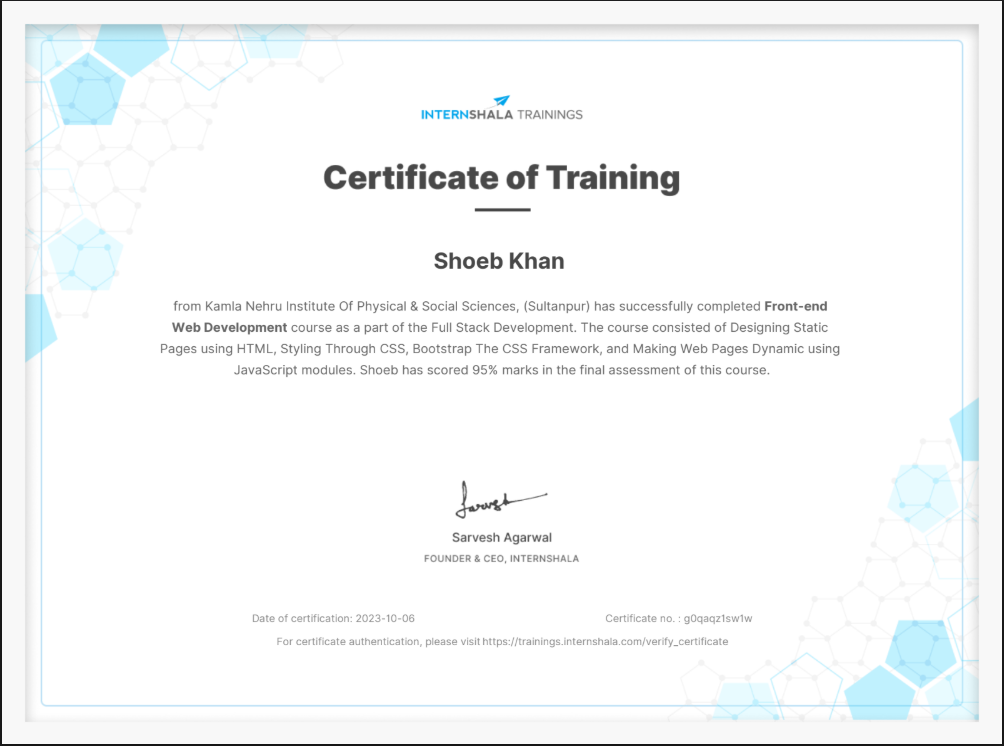 INTERNSHALA TRAININGS
Certificate of Training
Shoeb Khan
from Kamla Nehru Institute Of Physical & Social Sciences, (Sultanpur) has successfully completed Front-end
Web Development course as a part of the Full Stack Development. The course consisted of Designing Static
Pages using HTML, Styling Through CSS, Bootstrap The CSS Framework, and Making Web Pages Dynamic using
JavaScript modules. Shoeb has scored 95% marks in the final assessment of this course.
Sarvesh
Sarvesh Agarwal
FOUNDER & CEO, INTERNSHALA
Date of certification: 2023-10-06 Certificate no. : g0qaqz1sw1w
For certificate authentication, please visit https://trainings.internshala.com/verify_certificate